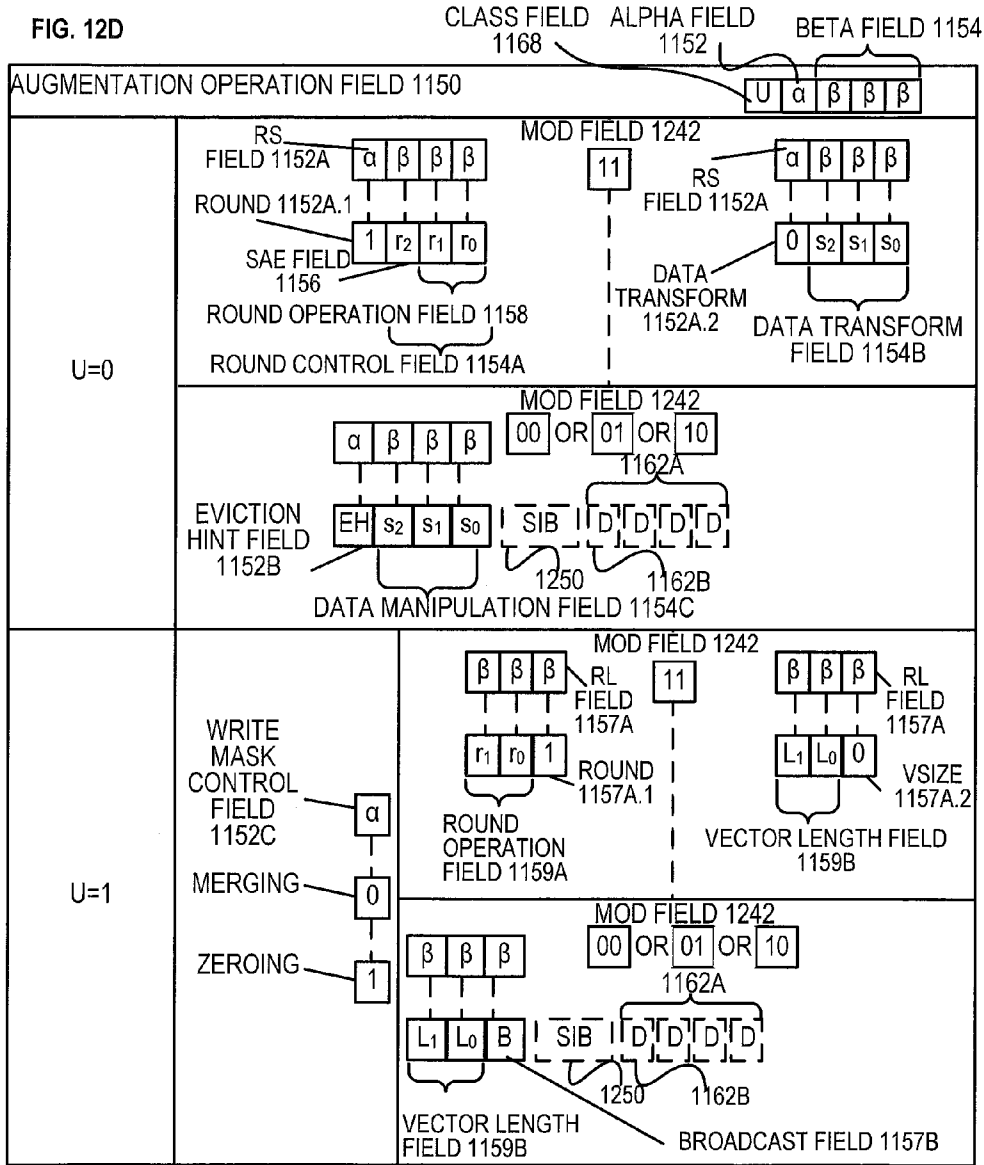 FIG. 12D
CLASS FIELD 1168
ALPHA FIELD 1152
BETA FIELD 1154
AUGMENTATION OPERATION FIELD 1150
U α β β β
U=0
RS FIELD 1152A
α β β β
MOD FIELD 1242
11
RS FIELD 1152A
α β β β
ROUND 1152A.1
1 r2 r1 r0
SAE FIELD 1156
ROUND OPERATION FIELD 1158
ROUND CONTROL FIELD 1154A
0 s2 s1 s0
DATA TRANSFORM 1152A.2
DATA TRANSFORM FIELD 1154B
MOD FIELD 1242
00 OR 01 OR 10
α β β β
1162A
EVICTION HINT FIELD 1152B
EH s2 s1 s0
SIB
D D D D
1250
1162B
DATA MANIPULATION FIELD 1154C
U=1
WRITE MASK CONTROL FIELD 1152C
α
MERGING
0
ZEROING
1
MOD FIELD 1242
11
β β β
RL FIELD 1157A
r1 r0 1
ROUND 1157A.1
ROUND OPERATION FIELD 1159A
β β β
RL FIELD 1157A
L1 L0 0
VSIZE 1157A.2
VECTOR LENGTH FIELD 1159B
MOD FIELD 1242
00 OR 01 OR 10
β β β
1162A
L1 L0 B
SIB
D D D D
1250
1162B
VECTOR LENGTH FIELD 1159B
BROADCAST FIELD 1157B